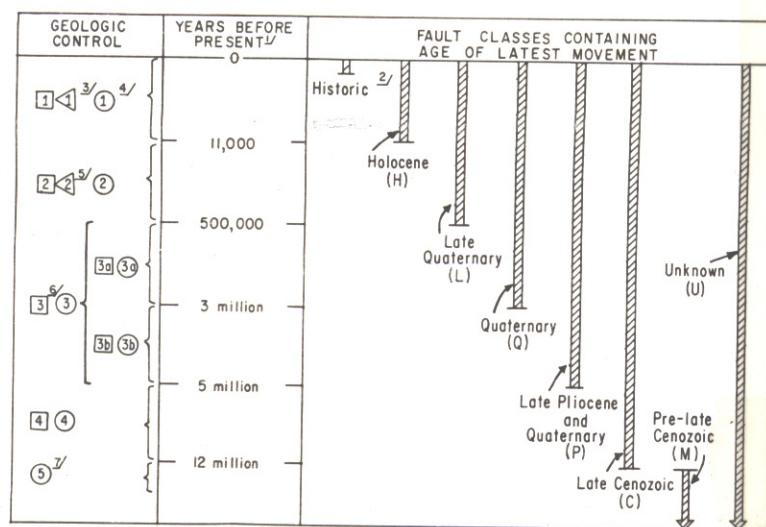 GEOLOGIC
CONTROL
YEARS BEFORE
PRESENT 1/
FAULT CLASSES CONTAINING
AGE OF LATEST MOVEMENT
0
1 1 3/ 1 4/
Historic 2/
11,000
Holocene
(H)
2 2 5/ 2
500,000
Late
Quaternary
(L)
3a 3a
Unknown
(U)
3 6/ 3
3 million
Quaternary
(Q)
3b 3b
5 million
Late Pliocene
and
Quaternary
(P)
4 4
Pre-late
Cenozoic
(M)
12 million
5 7/
Late Cenozoic
(C)